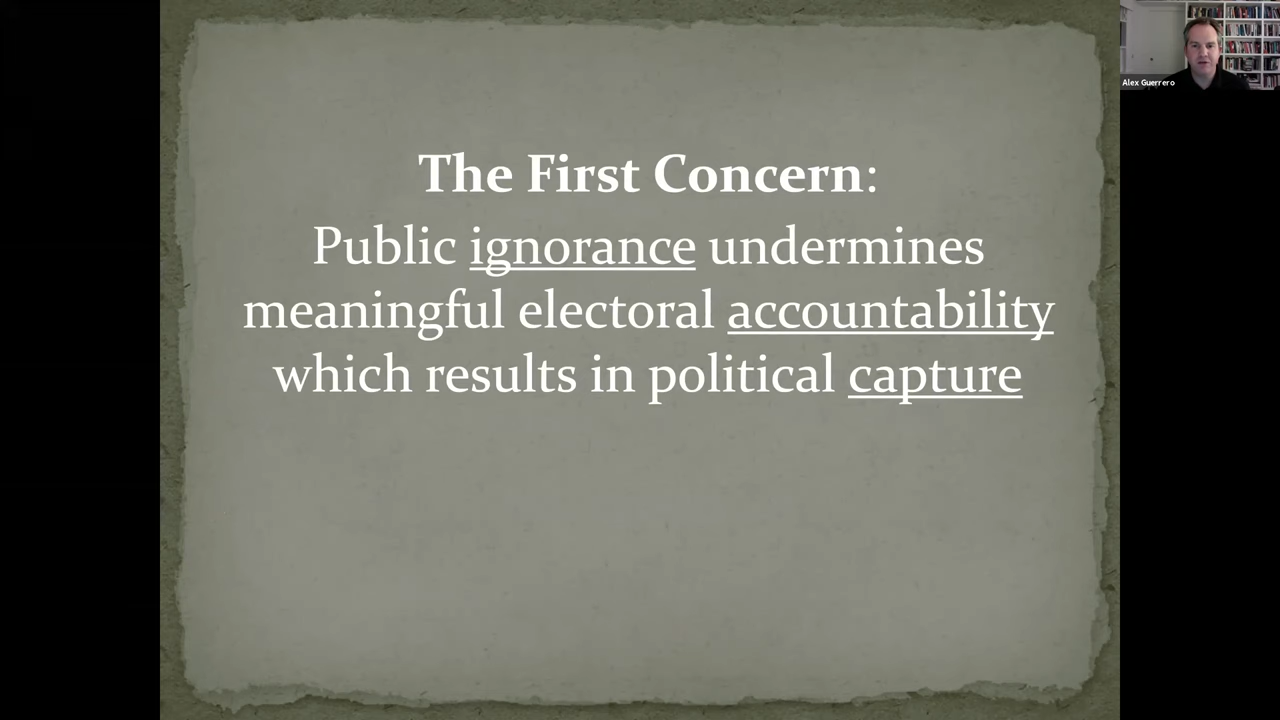 Alex Guerrero
The First Concern:
Public ignorance undermines
meaningful electoral accountability
which results in political capture